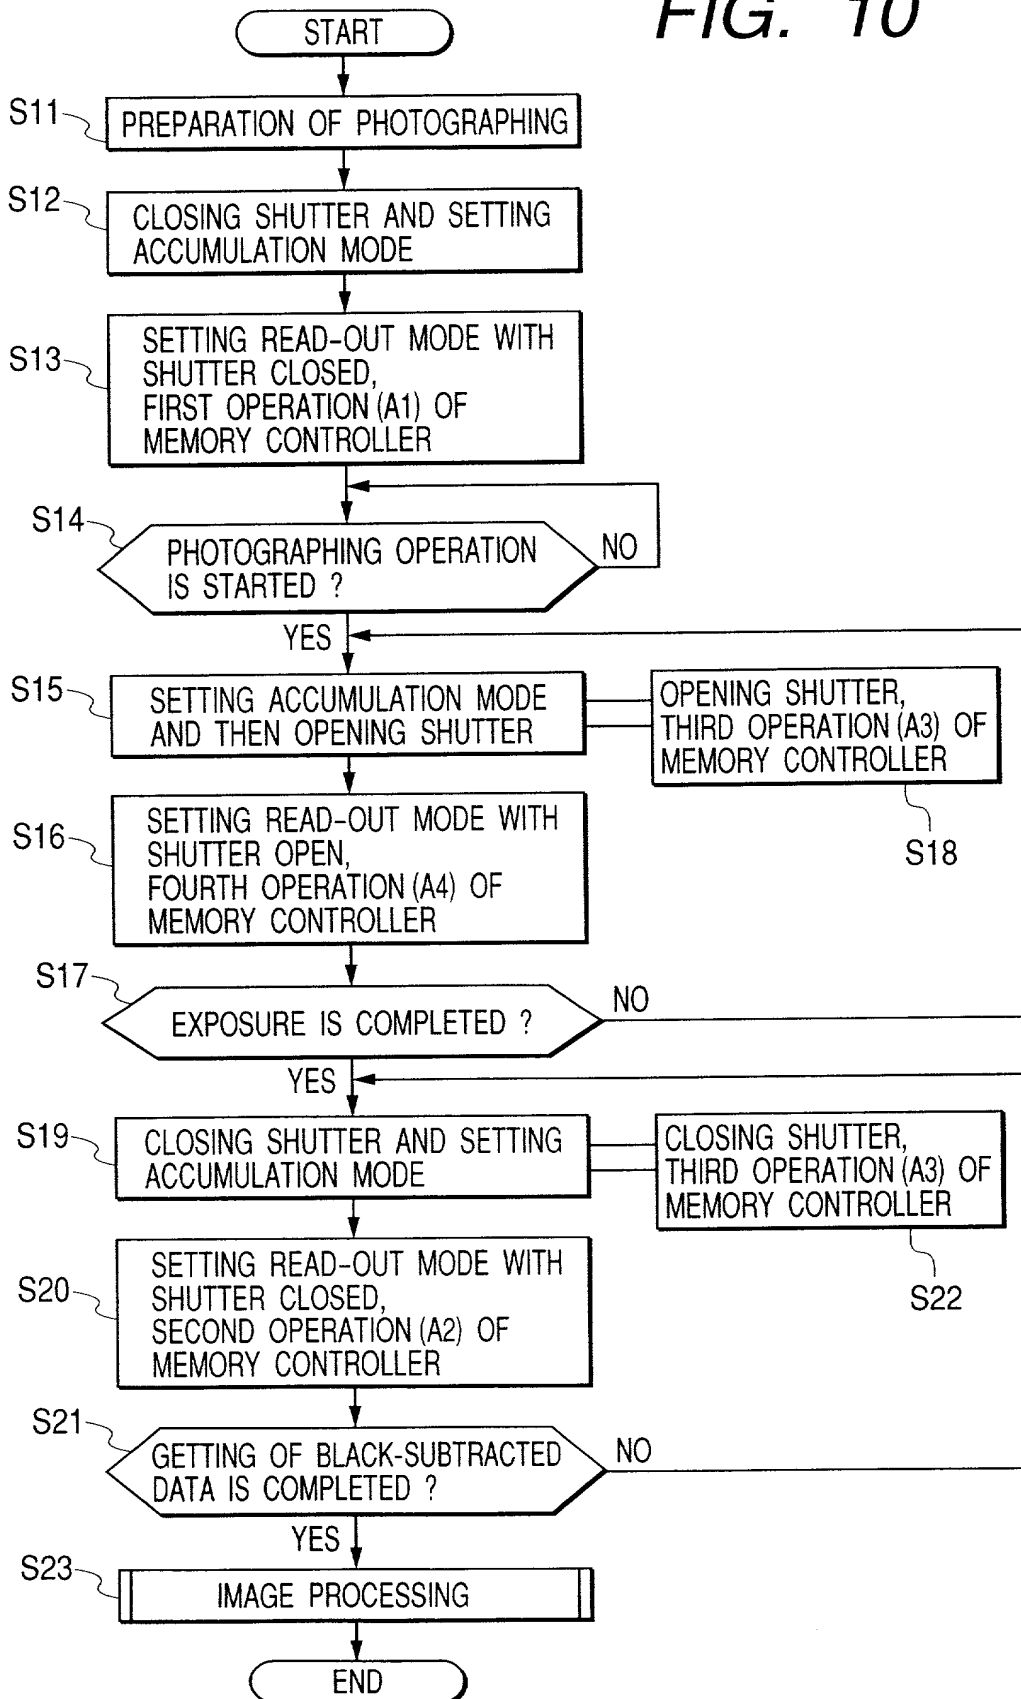 FIG. 10
START
S11
PREPARATION OF PHOTOGRAPHING
S12
CLOSING SHUTTER AND SETTING
ACCUMULATION MODE
S13
SETTING READ-OUT MODE WITH
SHUTTER CLOSED,
FIRST OPERATION (A1) OF
MEMORY CONTROLLER
S14
PHOTOGRAPHING OPERATION
IS STARTED ?
NO
YES
S15
SETTING ACCUMULATION MODE
AND THEN OPENING SHUTTER
OPENING SHUTTER,
THIRD OPERATION (A3) OF
MEMORY CONTROLLER
S18
S16
SETTING READ-OUT MODE WITH
SHUTTER OPEN,
FOURTH OPERATION (A4) OF
MEMORY CONTROLLER
S17
EXPOSURE IS COMPLETED ?
NO
YES
S19
CLOSING SHUTTER AND SETTING
ACCUMULATION MODE
CLOSING SHUTTER,
THIRD OPERATION (A3) OF
MEMORY CONTROLLER
S22
S20
SETTING READ-OUT MODE WITH
SHUTTER CLOSED,
SECOND OPERATION (A2) OF
MEMORY CONTROLLER
S21
GETTING OF BLACK-SUBTRACTED
DATA IS COMPLETED ?
NO
YES
S23
IMAGE PROCESSING
END